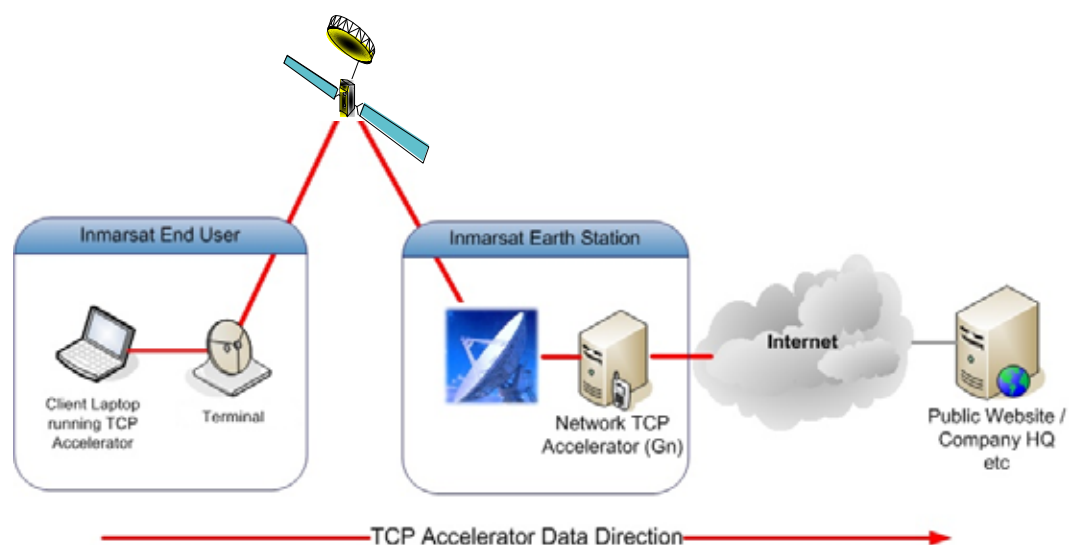 Inmarsat End User
Inmarsat Earth Station
Client Laptop
running TCP
Accelerator
Terminal
Network TCP
Accelerator (Gn)
Internet
Public Website /
Company HQ
etc
TCP Accelerator Data Direction